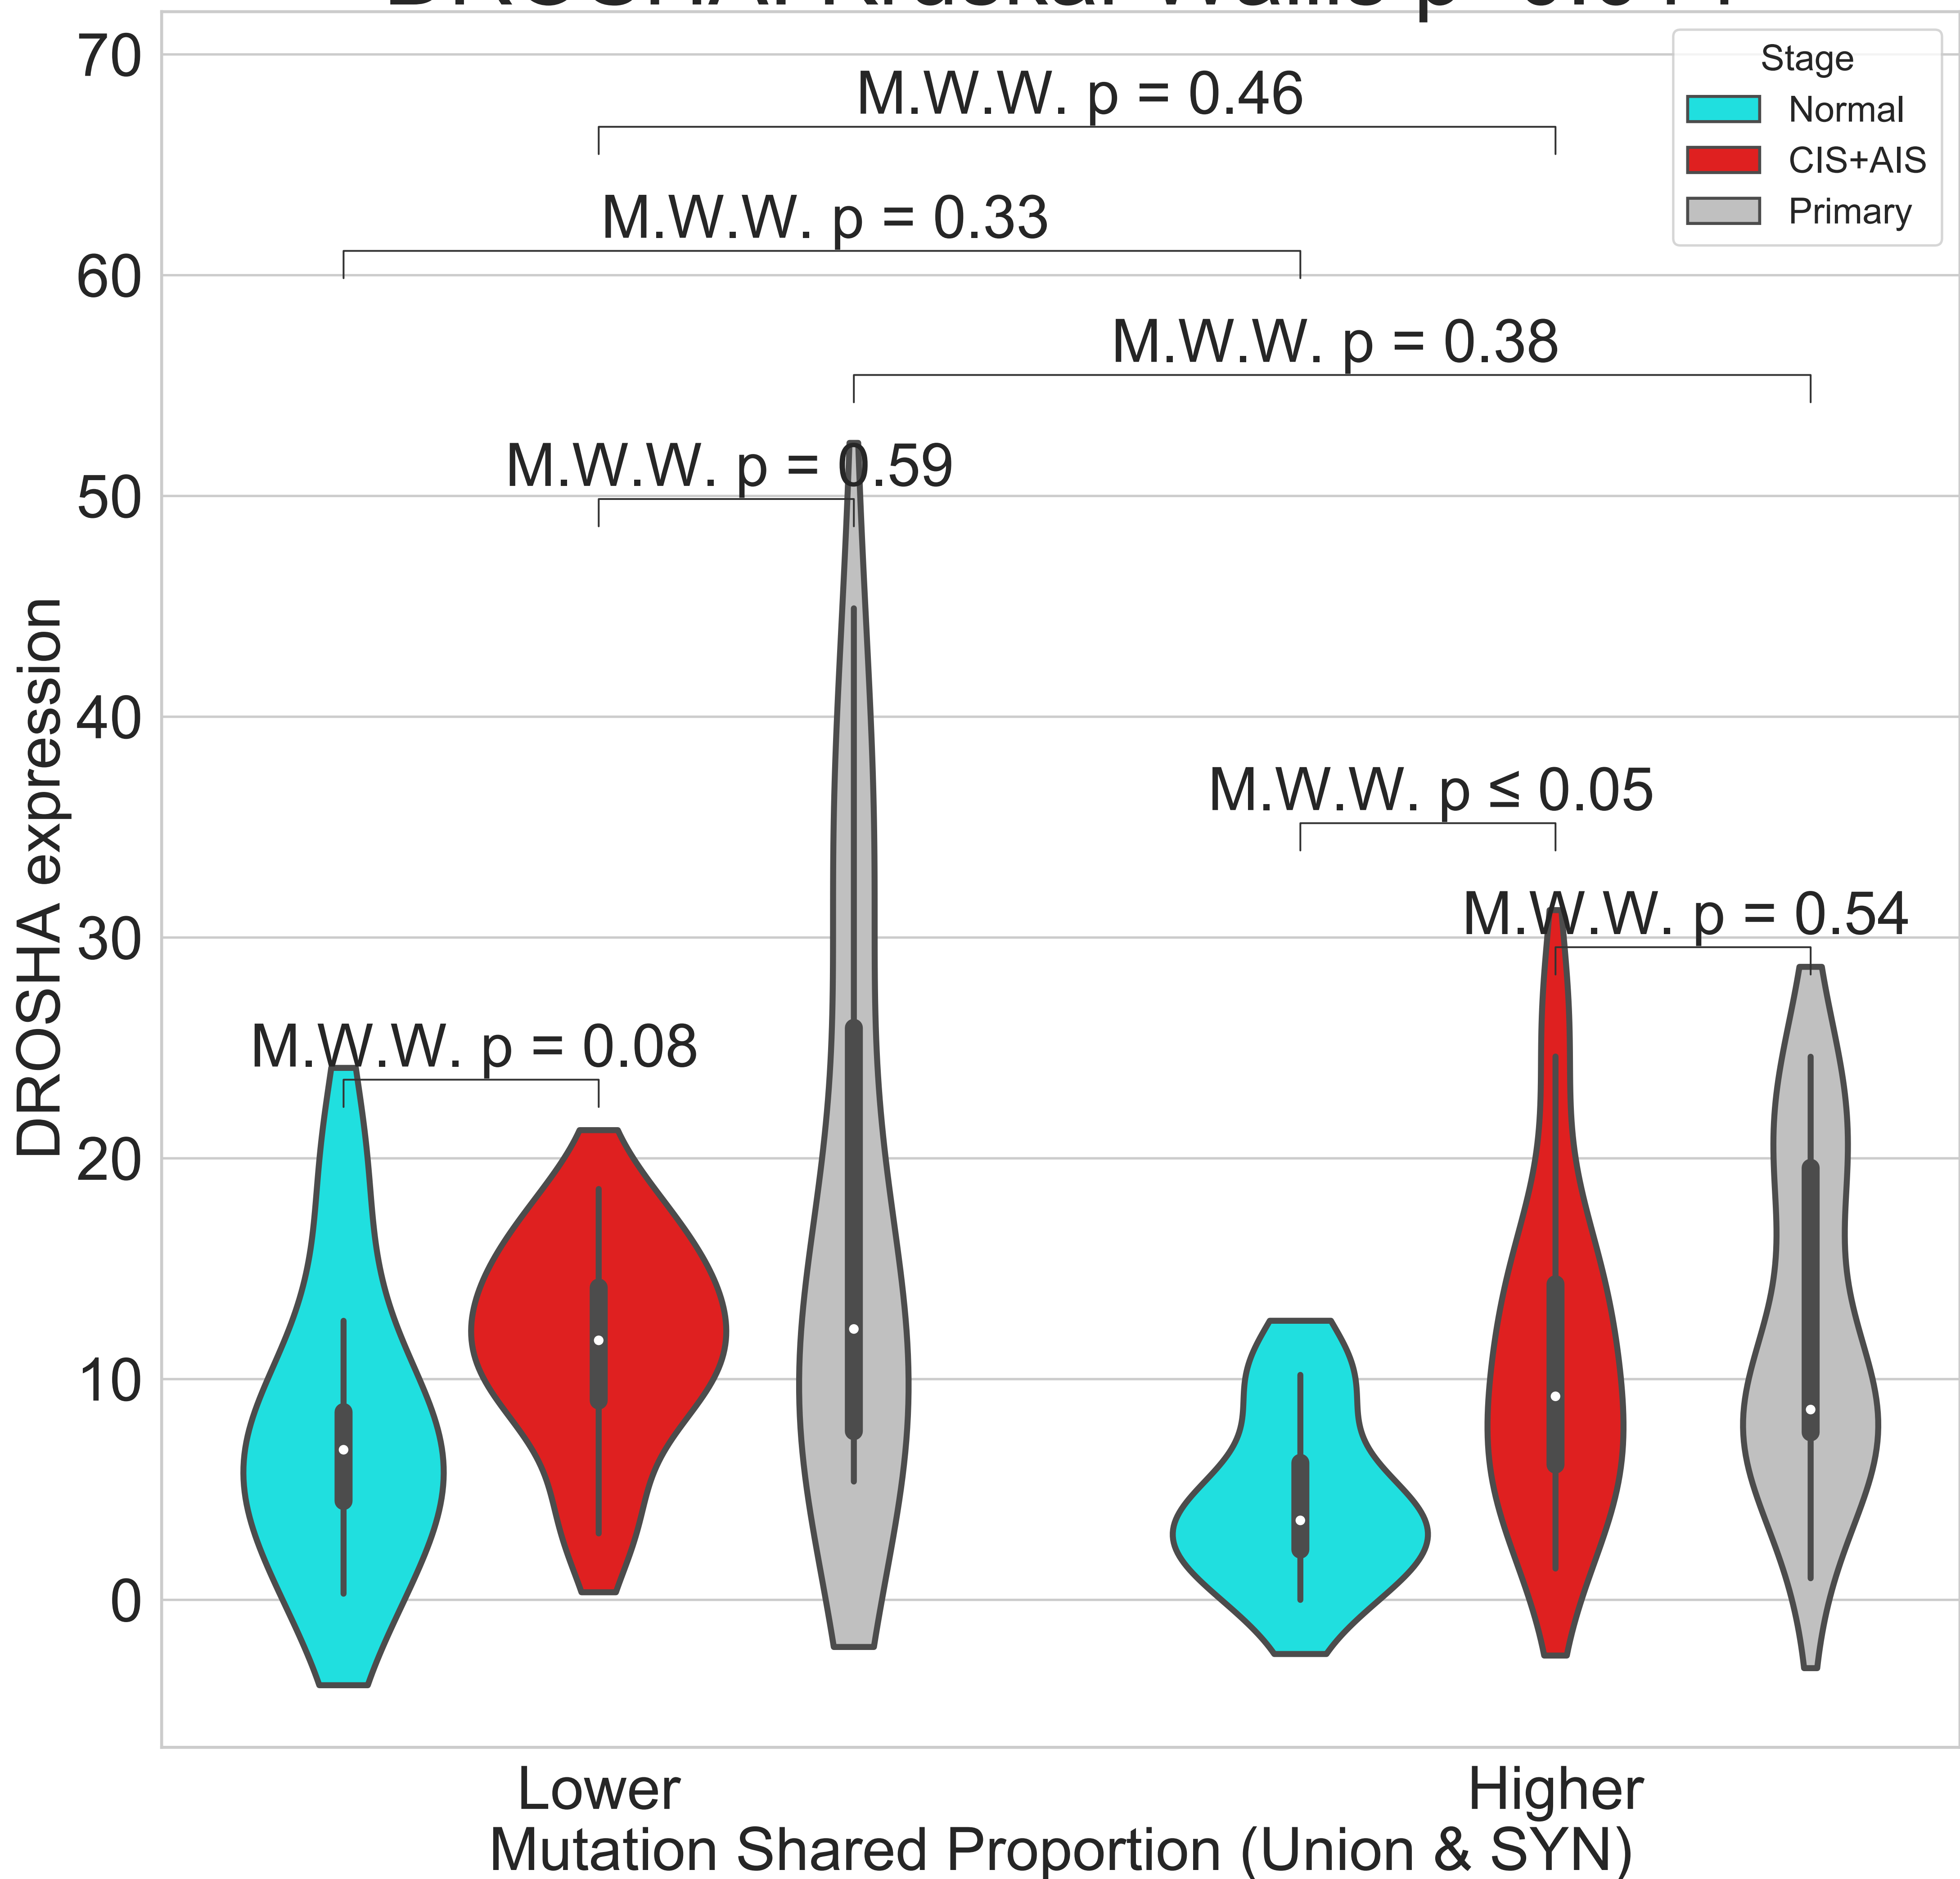 70
60
50
40
30
20
10
0
DROSHA expression
Stage
Normal
CIS+AIS
Primary
M.W.W. p = 0.46
M.W.W. p = 0.33
M.W.W. p = 0.38
M.W.W. p = 0.59
M.W.W. p ≤ 0.05
M.W.W. p = 0.54
M.W.W. p = 0.08
Lower
Higher
Mutation Shared Proportion (Union & SYN)